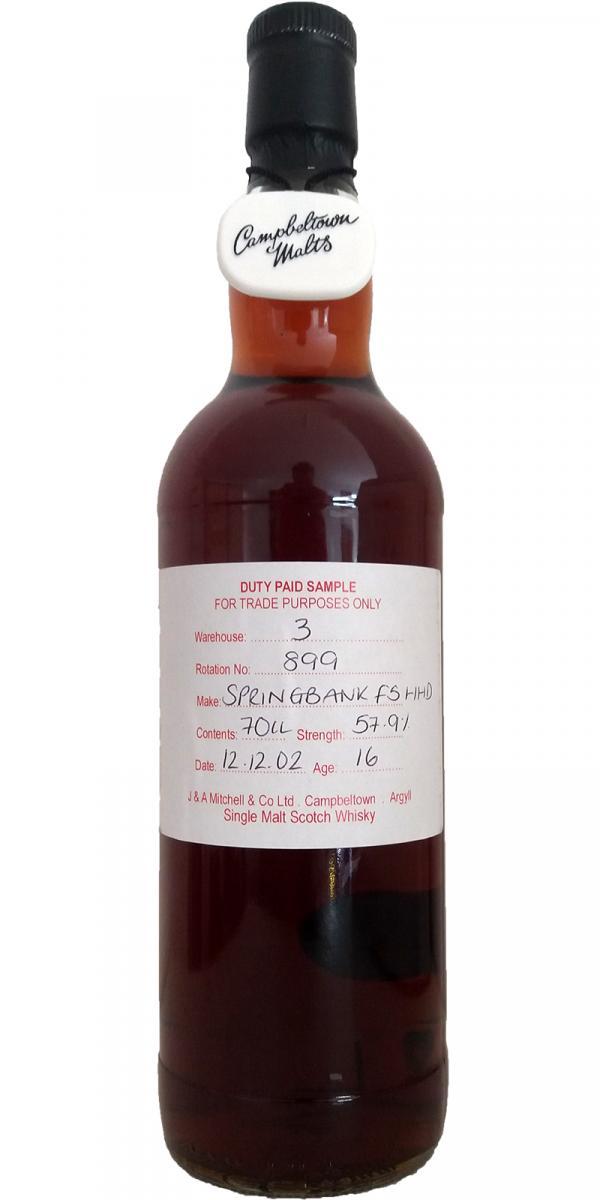 Campbeltown
Malts
DUTY PAID SAMPLE
FOR TRADE PURPOSES ONLY
Warehouse: 3
Rotation No: 899
Make: SPRINGBANK FS HHD
Contents: 70CL Strength: 57.9%
Date: 12.12.02 Age: 16
J & A Mitchell & Co Ltd . Campbeltown . Argyll
Single Malt Scotch Whisky